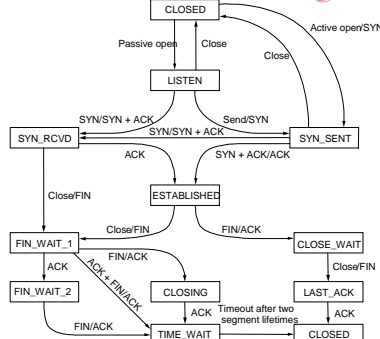 CLOSED
Active open/SYN
Passive open
Close
Close
LISTEN
SYN/SYN + ACK
Send/SYN
SYN/SYN + ACK
SYN_RCVD
SYN_SENT
ACK
SYN + ACK/ACK
ESTABLISHED
Close/FIN
Close/FIN
FIN/ACK
FIN_WAIT_1
CLOSE_WAIT
FIN/ACK
ACK
ACK + FIN/ACK
Close/FIN
FIN_WAIT_2
CLOSING
LAST_ACK
Timeout after two
segment lifetimes
ACK
ACK
FIN/ACK
TIME_WAIT
CLOSED